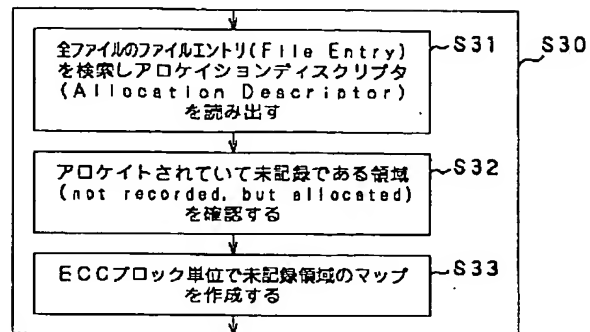 全ファイルのファイルエントリ(File Entry)
を検索しアロケイションディスクリプタ
(Allocation Descriptor)
を読み出す
S31
S30
アロケイトされていて未記録である領域
(not recorded, but allocated)
を確認する
S32
ECCブロック単位で未記録領域のマップ
を作成する
S33